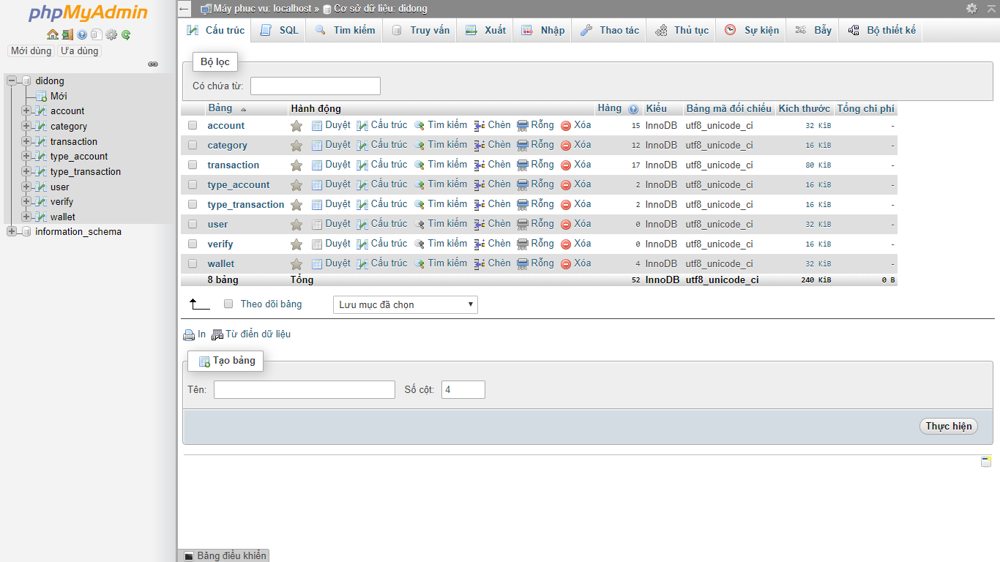 phpMyAdmin
Mới dùng Ưa dùng
didong
Mới
account
category
transaction
type_account
type_transaction
user
verify
wallet
information_schema
Máy phục vụ: localhost » Cơ sở dữ liệu: didong
Cấu trúc SQL Tìm kiếm Truy vấn Xuất Nhập Thao tác Thủ tục Sự kiện Bẫy Bộ thiết kế
Bộ lọc
Có chứa từ:
Bảng Hành động Hàng Kiểu Bảng mã đối chiếu Kích thước Tổng chi phí
account Duyệt Cấu trúc Tìm kiếm Chèn Rỗng Xóa 15 InnoDB utf8_unicode_ci 32 KiB -
category Duyệt Cấu trúc Tìm kiếm Chèn Rỗng Xóa 12 InnoDB utf8_unicode_ci 16 KiB -
transaction Duyệt Cấu trúc Tìm kiếm Chèn Rỗng Xóa 17 InnoDB utf8_unicode_ci 80 KiB -
type_account Duyệt Cấu trúc Tìm kiếm Chèn Rỗng Xóa 2 InnoDB utf8_unicode_ci 16 KiB -
type_transaction Duyệt Cấu trúc Tìm kiếm Chèn Rỗng Xóa 2 InnoDB utf8_unicode_ci 16 KiB -
user Duyệt Cấu trúc Tìm kiếm Chèn Rỗng Xóa 0 InnoDB utf8_unicode_ci 32 KiB -
verify Duyệt Cấu trúc Tìm kiếm Chèn Rỗng Xóa 0 InnoDB utf8_unicode_ci 16 KiB -
wallet Duyệt Cấu trúc Tìm kiếm Chèn Rỗng Xóa 4 InnoDB utf8_unicode_ci 32 KiB -
8 bảng Tổng 52 InnoDB utf8_unicode_ci 240 KiB 0 B
Theo dõi bảng Lưu mục đã chọn
In Từ điển dữ liệu
Tạo bảng
Tên: Số cột: 4
Thực hiện
Bảng điều khiển